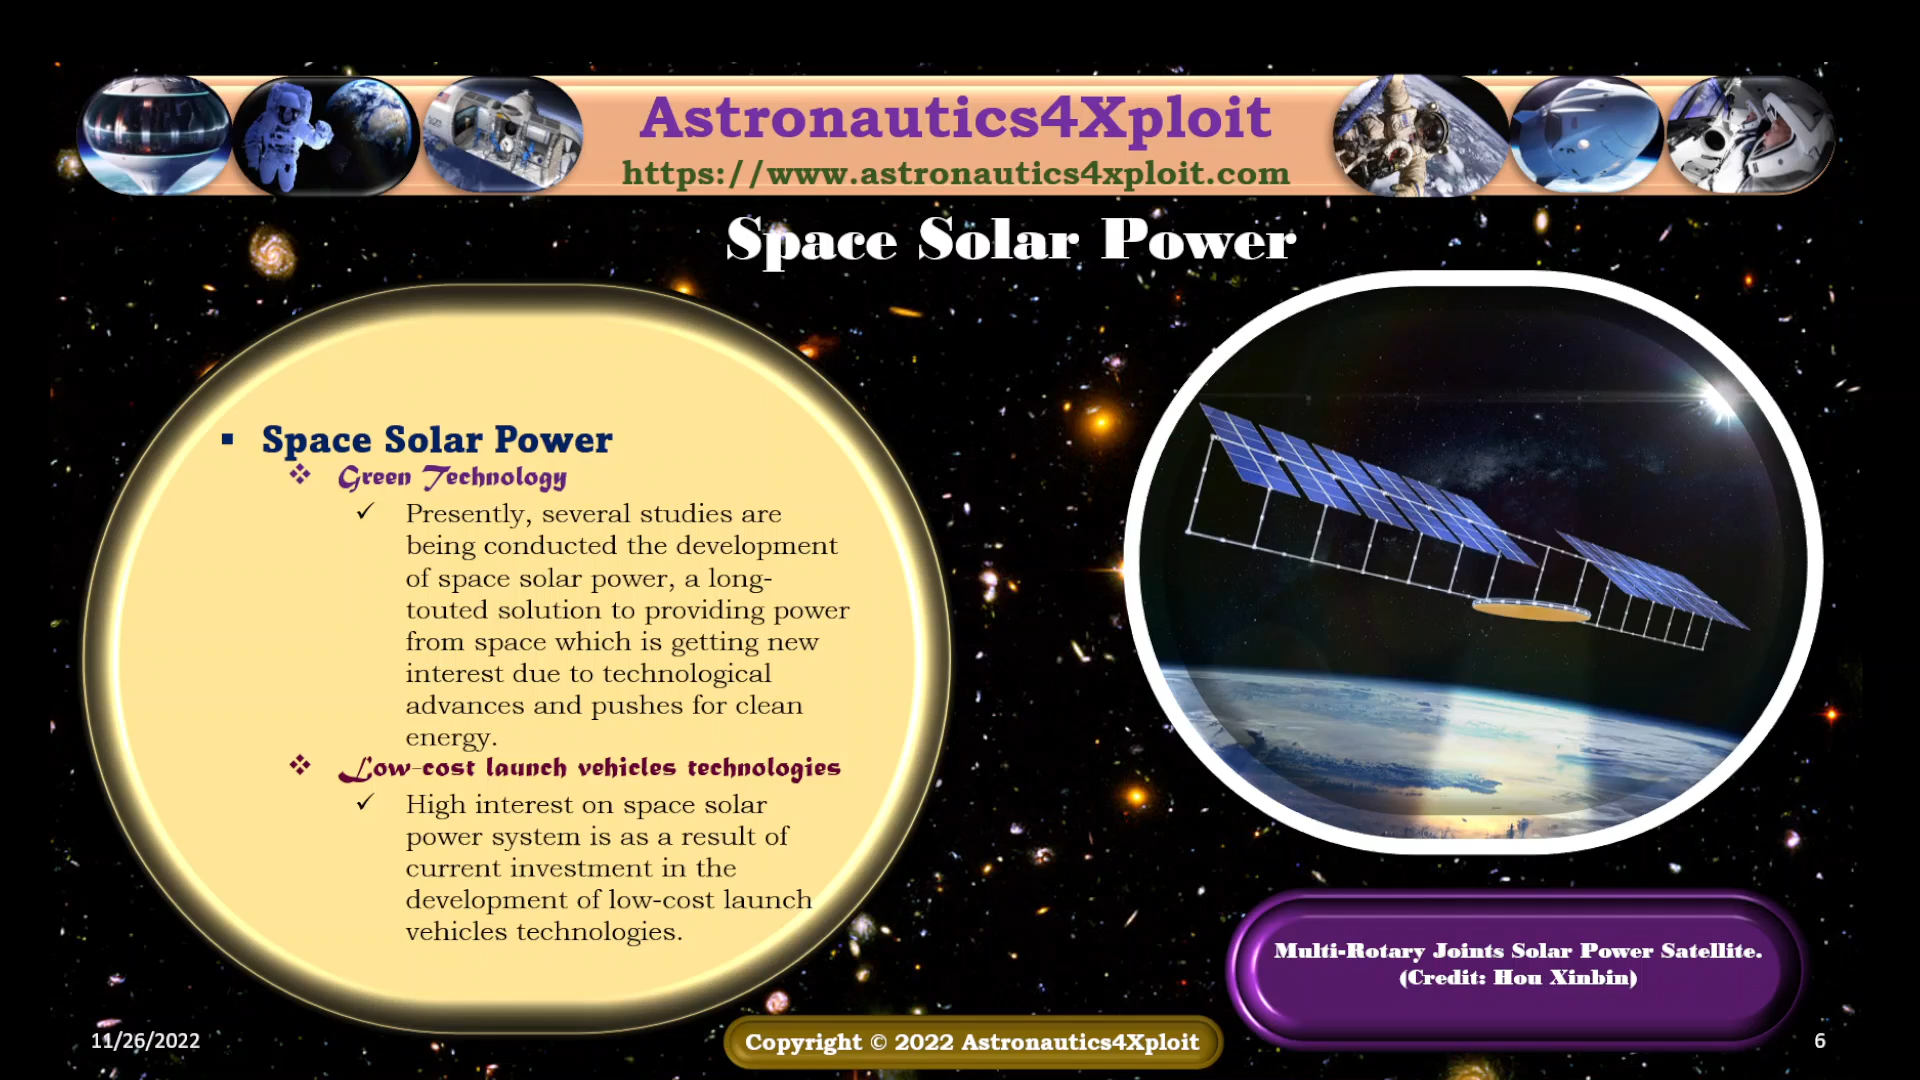 Astronautics4Xploit
https://www.astronautics4xploit.com
Space Solar Power
▪ Space Solar Power
❖ Green Technology
✓ Presently, several studies are
being conducted the development
of space solar power, a long-
touted solution to providing power
from space which is getting new
interest due to technological
advances and pushes for clean
energy.
❖ Low-cost launch vehicles technologies
✓ High interest on space solar
power system is as a result of
current investment in the
development of low-cost launch
vehicles technologies.
Multi-Rotary Joints Solar Power Satellite.
(Credit: Hou Xinbin)
11/26/2022
Copyright © 2022 Astronautics4Xploit
6